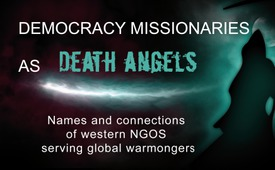 DEMOCRACY MISSIONARIES
AS DEATH ANGELS
Names and connections
of western NGOS
serving global warmongers